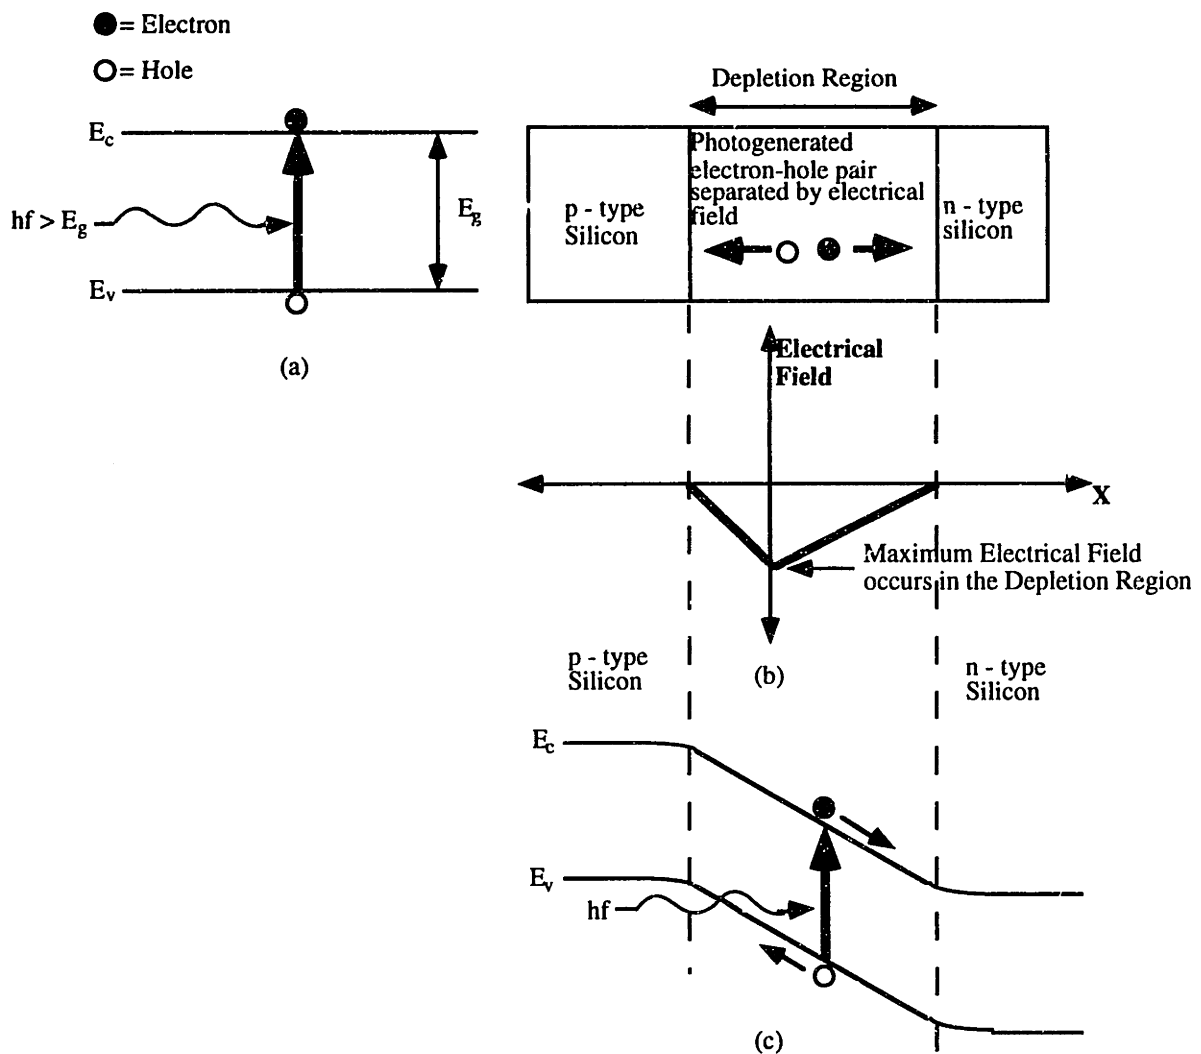 = Electron
= Hole
E_c
hf > E_g
E_g
E_v
(a)
Depletion Region
Photogenerated
electron-hole pair
separated by electrical
field
p - type
Silicon
n - type
silicon
Electrical
Field
X
Maximum Electrical Field
occurs in the Depletion Region
(b)
p - type
Silicon
n - type
Silicon
E_c
E_v
hf
(c)